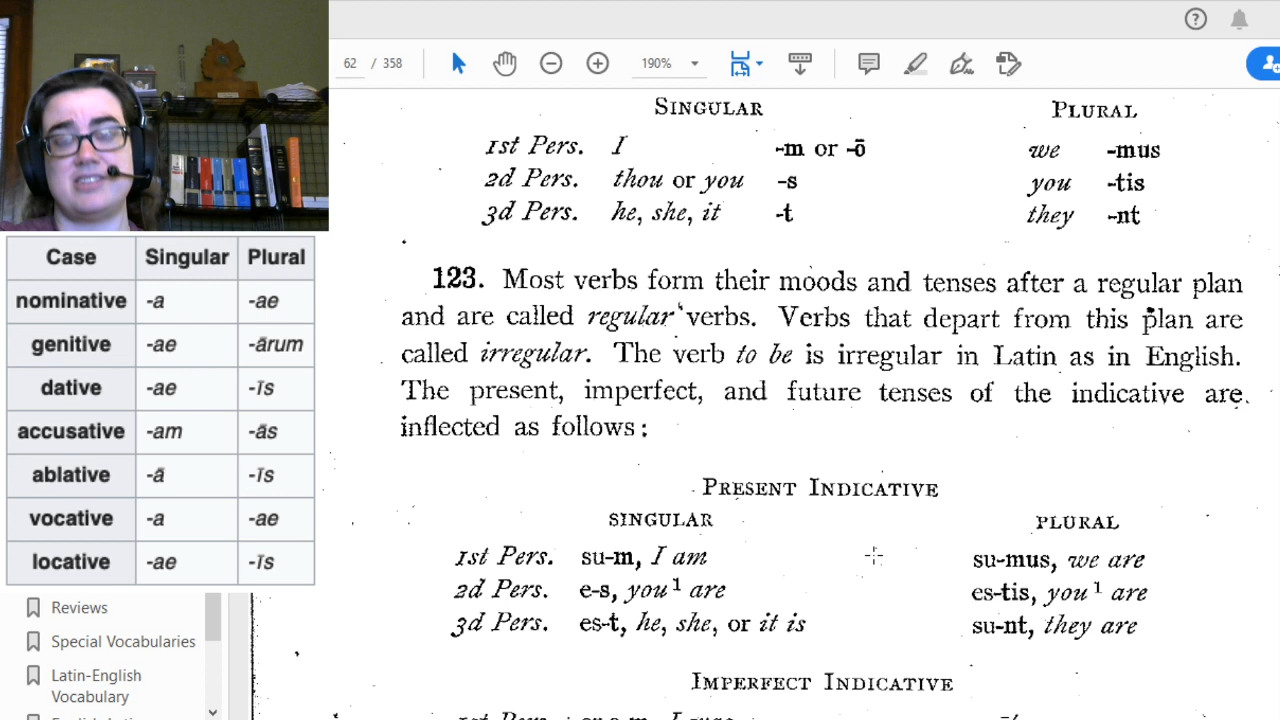 62 / 358
190%
SINGULAR PLURAL
1st Pers. I -m or -ō we -mus
2d Pers. thou or you -s you -tis
3d Pers. he, she, it -t they -nt
123. Most verbs form their moods and tenses after a regular plan
and are called regular verbs. Verbs that depart from this plan are
called irregular. The verb to be is irregular in Latin as in English.
The present, imperfect, and future tenses of the indicative are
inflected as follows:
PRESENT INDICATIVE
SINGULAR PLURAL
1st Pers. su-m, I am su-mus, we are
2d Pers. e-s, you¹ are es-tis, you¹ are
3d Pers. es-t, he, she, or it is su-nt, they are
IMPERFECT INDICATIVE
Case Singular Plural
nominative -a -ae
genitive -ae -ārum
dative -ae -īs
accusative -am -ās
ablative -ā -īs
vocative -a -ae
locative -ae -īs
Reviews
Special Vocabularies
Latin-English
Vocabulary